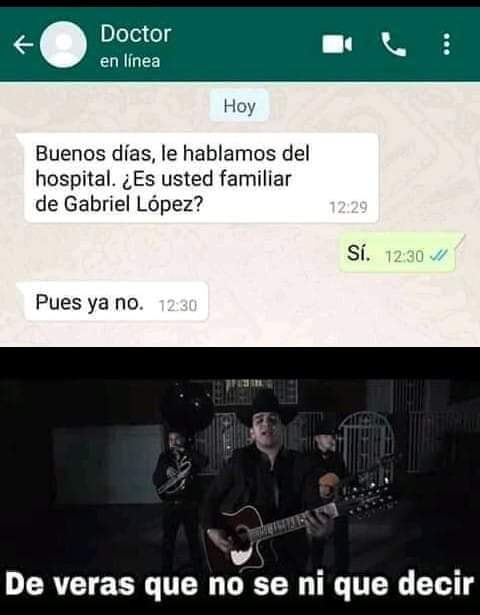 Doctor
en línea
Hoy
Buenos días, le hablamos del
hospital. ¿Es usted familiar
de Gabriel López?
12:29
Sí. 12:30
Pues ya no. 12:30
De veras que no se ni que decir